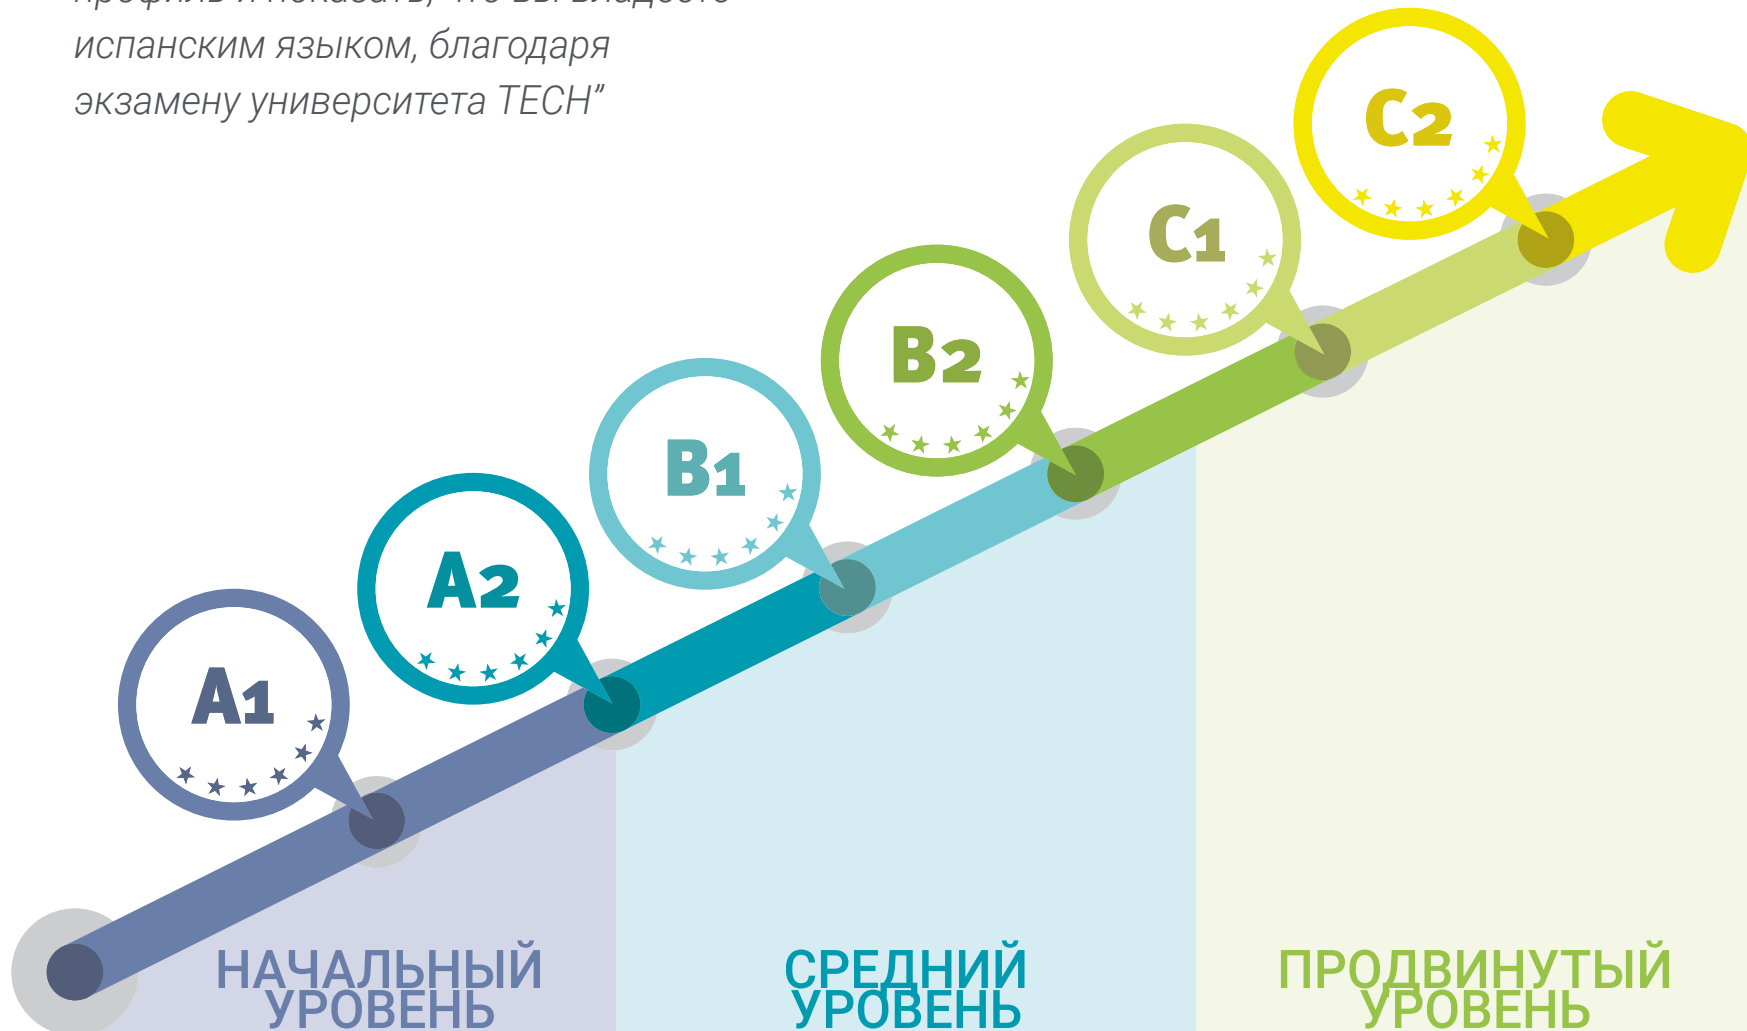 испанским языком, благодаря
экзамену университета TECH”
C2
C1
B2
B1
A2
A1
НАЧАЛЬНЫЙ
УРОВЕНЬ
СРЕДНИЙ
УРОВЕНЬ
ПРОДВИНУТЫЙ
УРОВЕНЬ